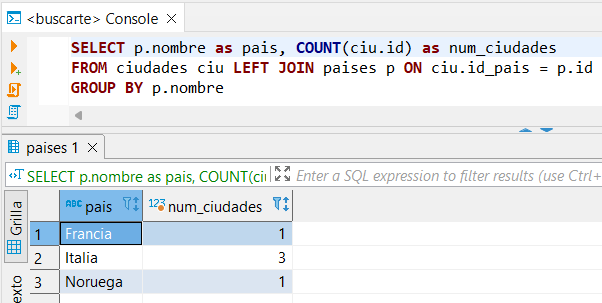 <buscarte> Console
SELECT p.nombre as pais, COUNT(ciu.id) as num_ciudades
FROM ciudades ciu LEFT JOIN paises p ON ciu.id_pais = p.id
GROUP BY p.nombre
paises 1
SELECT p.nombre as pais, COUNT(ciu Enter a SQL expression to filter results (use Ctrl+
Grilla
ABC pais 123 num_ciudades
1 Francia 1
2 Italia 3
3 Noruega 1
exto